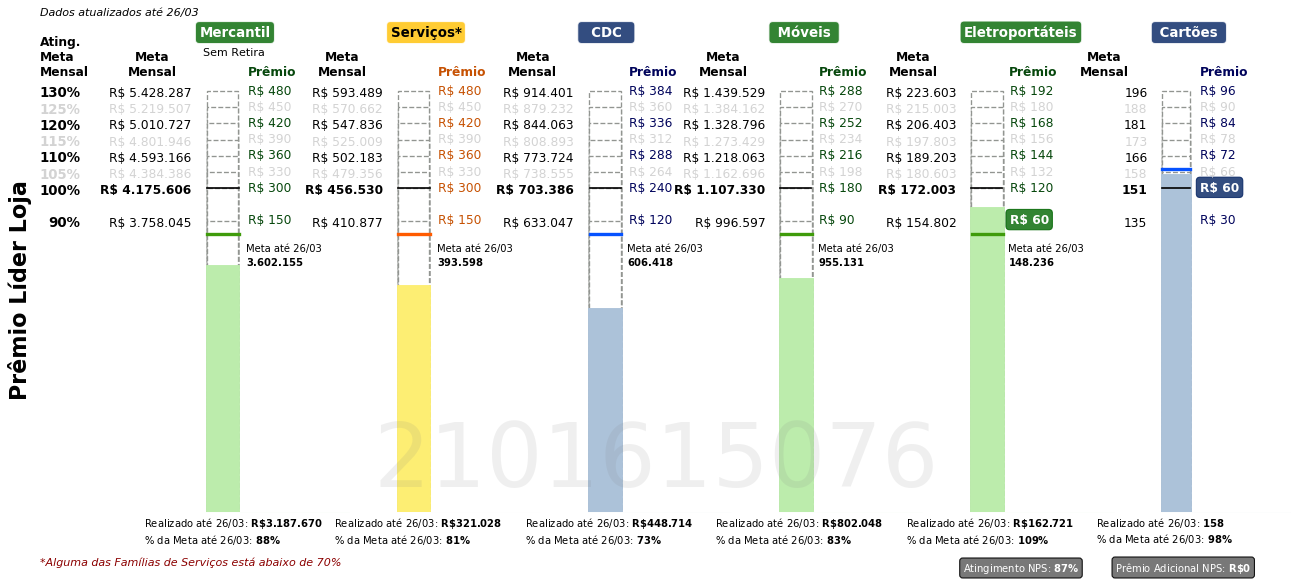 Dados atualizados até 26/03
Mercantil Serviços* CDC Móveis Eletroportáteis Cartões
Sem Retira
Ating. Meta Mensal
Meta Mensal Prêmio Meta Mensal Prêmio Meta Mensal Prêmio Meta Mensal Prêmio Meta Mensal Prêmio Meta Mensal Prêmio
130% R$ 5.428.287 R$ 480 R$ 593.489 R$ 480 R$ 914.401 R$ 384 R$ 1.439.529 R$ 288 R$ 223.603 R$ 192 196 R$ 96
125% R$ 5.219.507 R$ 450 R$ 570.662 R$ 450 R$ 879.232 R$ 360 R$ 1.384.162 R$ 270 R$ 215.003 R$ 180 188 R$ 90
120% R$ 5.010.727 R$ 420 R$ 547.836 R$ 420 R$ 844.063 R$ 336 R$ 1.328.796 R$ 252 R$ 206.403 R$ 168 181 R$ 84
115% R$ 4.801.946 R$ 390 R$ 525.009 R$ 390 R$ 808.893 R$ 312 R$ 1.273.429 R$ 234 R$ 197.803 R$ 156 173 R$ 78
110% R$ 4.593.166 R$ 360 R$ 502.183 R$ 360 R$ 773.724 R$ 288 R$ 1.218.063 R$ 216 R$ 189.203 R$ 144 166 R$ 72
105% R$ 4.384.386 R$ 330 R$ 479.356 R$ 330 R$ 738.555 R$ 264 R$ 1.162.696 R$ 198 R$ 180.603 R$ 132 158 R$ 66
100% R$ 4.175.606 R$ 300 R$ 456.530 R$ 300 R$ 703.386 R$ 240 R$ 1.107.330 R$ 180 R$ 172.003 R$ 120 151 R$ 60
90% R$ 3.758.045 R$ 150 R$ 410.877 R$ 150 R$ 633.047 R$ 120 R$ 996.597 R$ 90 R$ 154.802 R$ 60 135 R$ 30
Meta até 26/03 Meta até 26/03 Meta até 26/03 Meta até 26/03 Meta até 26/03
3.602.155 393.598 606.418 955.131 148.236
Prêmio Líder Loja
2101615076
Realizado até 26/03: R$3.187.670 Realizado até 26/03: R$321.028 Realizado até 26/03: R$448.714 Realizado até 26/03: R$802.048 Realizado até 26/03: R$162.721 Realizado até 26/03: 158
% da Meta até 26/03: 88% % da Meta até 26/03: 81% % da Meta até 26/03: 73% % da Meta até 26/03: 83% % da Meta até 26/03: 109% % da Meta até 26/03: 98%
*Alguma das Famílias de Serviços está abaixo de 70%
Atingimento NPS: 87% Prêmio Adicional NPS: R$0